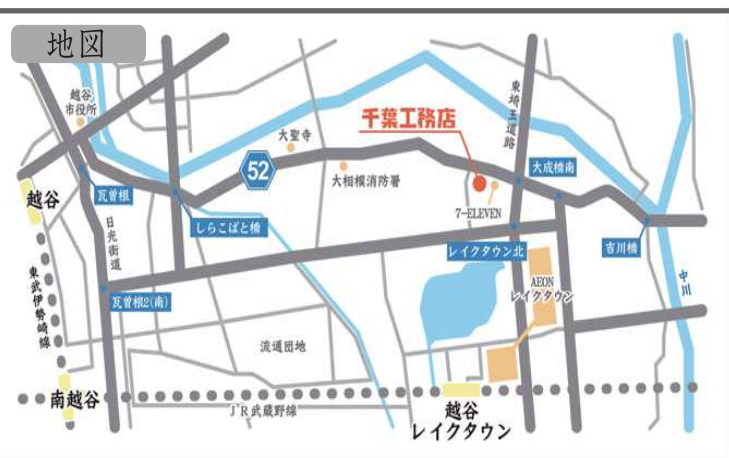 地図
越谷
市役所
大聖寺
千葉工務店
東埼玉道路
52
大相模消防署
大成橋南
7-ELEVEN
瓦曽根
越谷
しらこばと橋
日光街道
レイクタウン北
吉川橋
東武伊勢崎線
瓦曽根2(南)
AEON
レイクタウン
中川
流通団地
南越谷
JR武蔵野線
越谷
レイクタウン